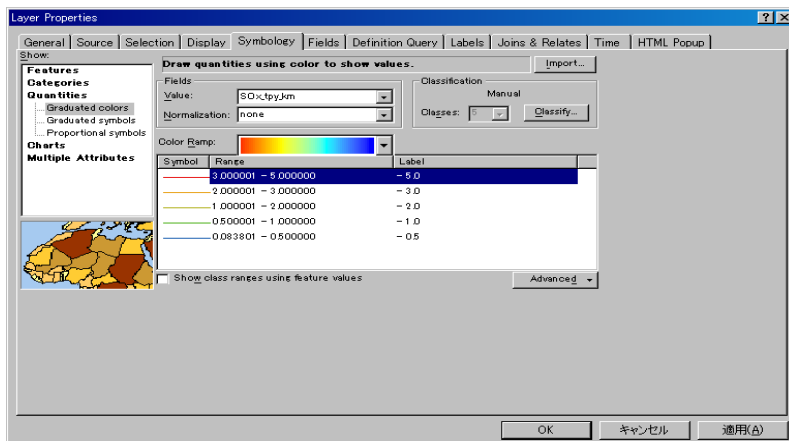 Layer Properties
General Source Selection Display Symbology Fields Definition Query Labels Joins & Relates Time HTML Popup
Show:
Features
Categories
Quantities
Graduated colors
Graduated symbols
Proportional symbols
Charts
Multiple Attributes
Draw quantities using color to show values.
Import...
Fields
Value: SOx_tpy_km
Normalization: none
Classification
Manual
Classes: 5 Classify...
Color Ramp:
Symbol Range Label
3.000001 - 5.000000 - 5.0
2.000001 - 3.000000 - 3.0
1.000001 - 2.000000 - 2.0
0.500001 - 1.000000 - 1.0
0.083801 - 0.500000 - 0.5
Show class ranges using feature values
Advanced
OK キャンセル 適用(A)